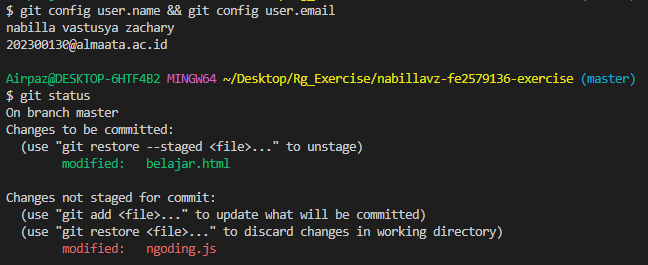 $ git config user.name && git config user.email
nabilla vastusya zachary
202300130@almaata.ac.id
Airpaz@DESKTOP-6HTF4B2 MINGW64 ~/Desktop/Rg_Exercise/nabillavz-fe2579136-exercise (master)
$ git status
On branch master
Changes to be committed:
  (use "git restore --staged <file>..." to unstage)
        modified:   belajar.html
Changes not staged for commit:
  (use "git add <file>..." to update what will be committed)
  (use "git restore <file>..." to discard changes in working directory)
        modified:   ngoding.js